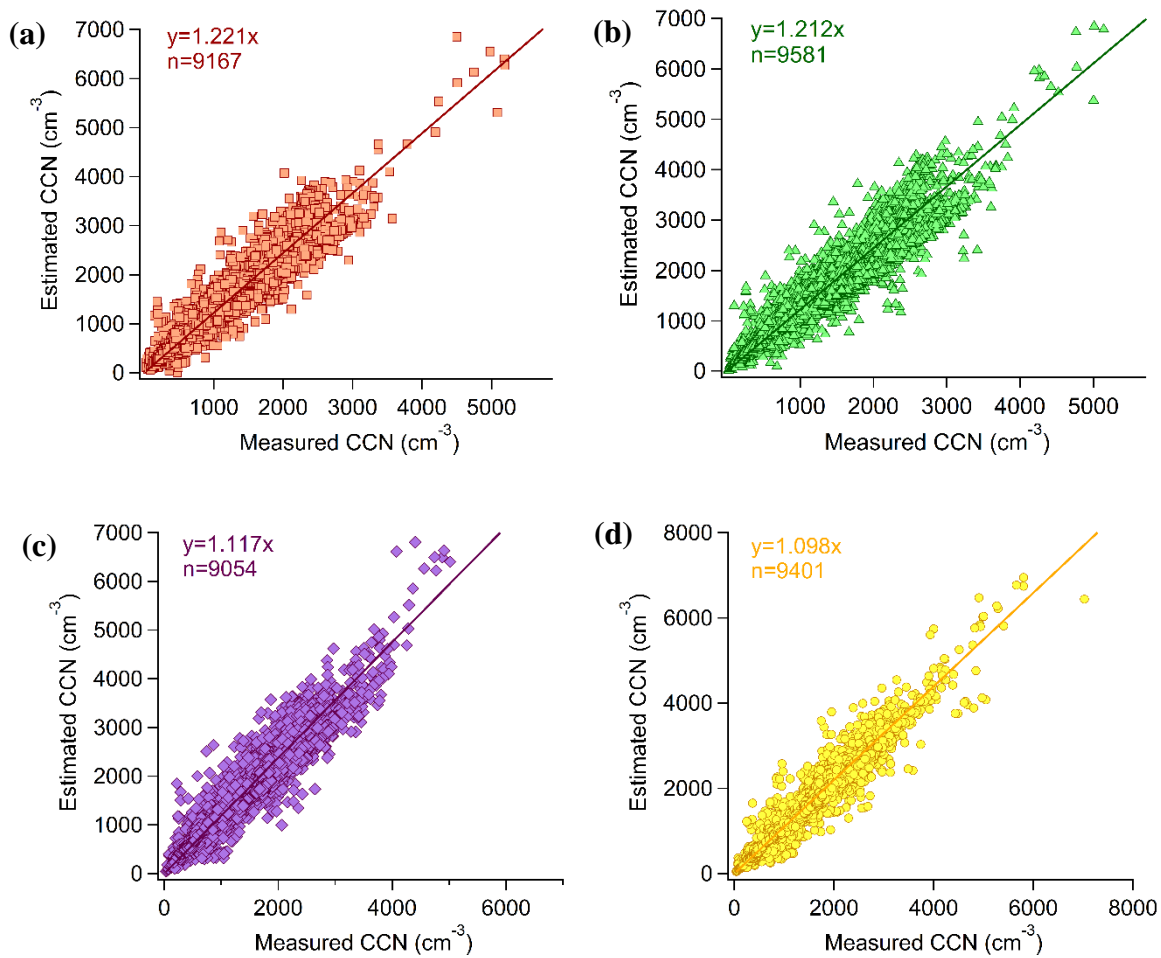 (a)
y=1.221x
n=9167
Estimated CCN (cm⁻³)
7000
6000
5000
4000
3000
2000
1000
0
1000 2000 3000 4000 5000
Measured CCN (cm⁻³)
(b)
y=1.212x
n=9581
Estimated CCN (cm⁻³)
7000
6000
5000
4000
3000
2000
1000
0
1000 2000 3000 4000 5000
Measured CCN (cm⁻³)
(c)
y=1.117x
n=9054
Estimated CCN (cm⁻³)
7000
6000
5000
4000
3000
2000
1000
0
0 2000 4000 6000
Measured CCN (cm⁻³)
(d)
y=1.098x
n=9401
Estimated CCN (cm⁻³)
8000
6000
4000
2000
0
0 2000 4000 6000 8000
Measured CCN (cm⁻³)